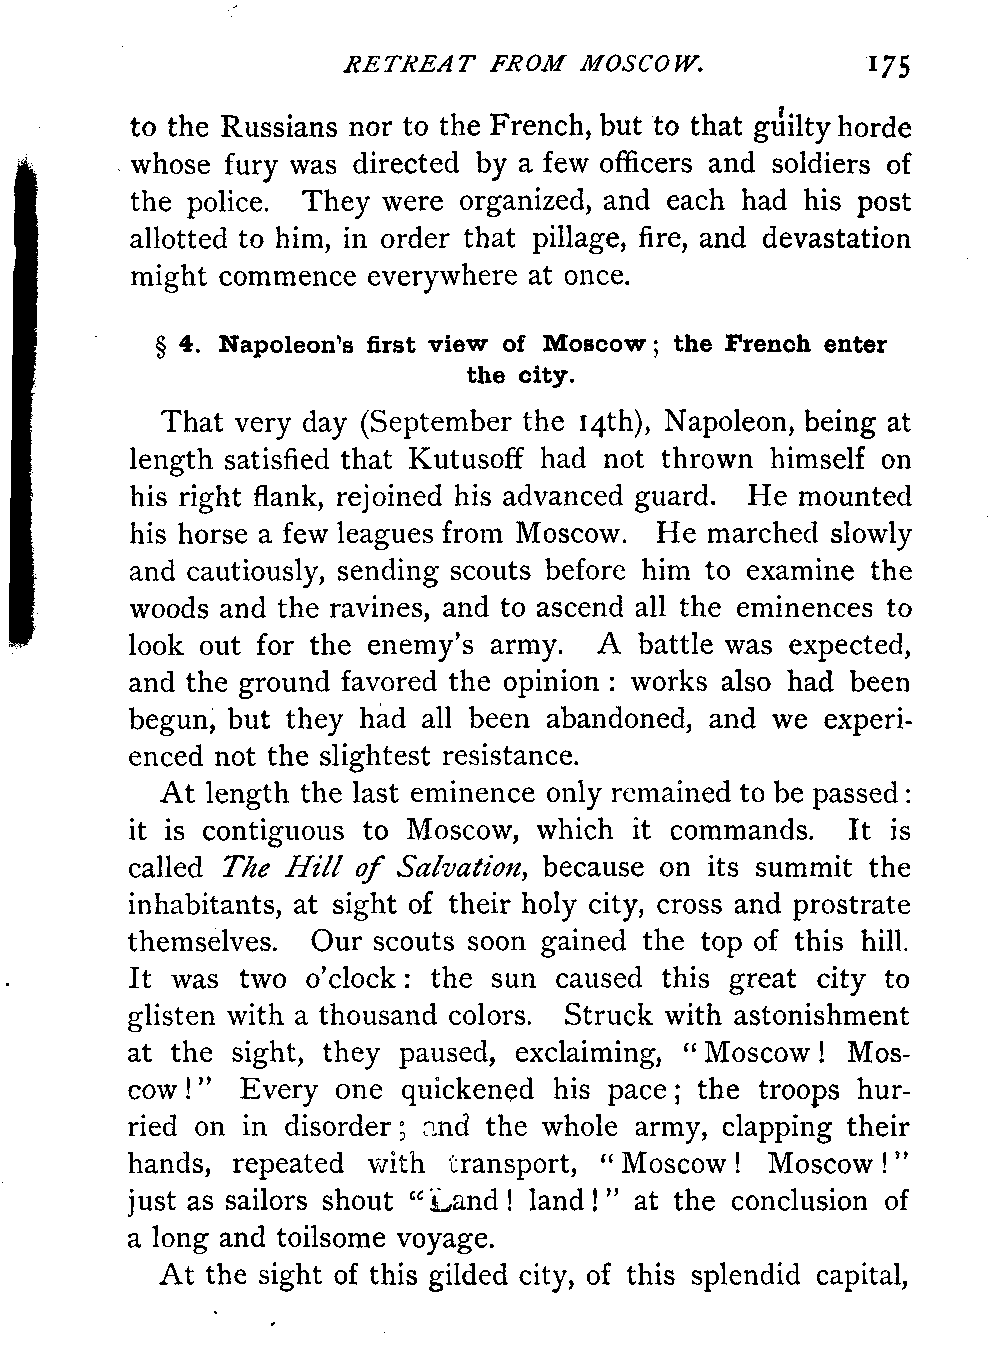 RETREAT FROM MOSCOW. 175
to the Russians nor to the French, but to that guilty horde
whose fury was directed by a few officers and soldiers of
the police. They were organized, and each had his post
allotted to him, in order that pillage, fire, and devastation
might commence everywhere at once.
§ 4. Napoleon's first view of Moscow; the French enter
the city.
That very day (September the 14th), Napoleon, being at
length satisfied that Kutusoff had not thrown himself on
his right flank, rejoined his advanced guard. He mounted
his horse a few leagues from Moscow. He marched slowly
and cautiously, sending scouts before him to examine the
woods and the ravines, and to ascend all the eminences to
look out for the enemy's army. A battle was expected,
and the ground favored the opinion : works also had been
begun, but they had all been abandoned, and we experi-
enced not the slightest resistance.
At length the last eminence only remained to be passed :
it is contiguous to Moscow, which it commands. It is
called The Hill of Salvation, because on its summit the
inhabitants, at sight of their holy city, cross and prostrate
themselves. Our scouts soon gained the top of this hill.
It was two o'clock : the sun caused this great city to
glisten with a thousand colors. Struck with astonishment
at the sight, they paused, exclaiming, “ Moscow ! Mos-
cow ! ” Every one quickened his pace ; the troops hur-
ried on in disorder ; and the whole army, clapping their
hands, repeated with transport, “ Moscow ! Moscow ! ”
just as sailors shout “ Land ! land ! ” at the conclusion of
a long and toilsome voyage.
At the sight of this gilded city, of this splendid capital,